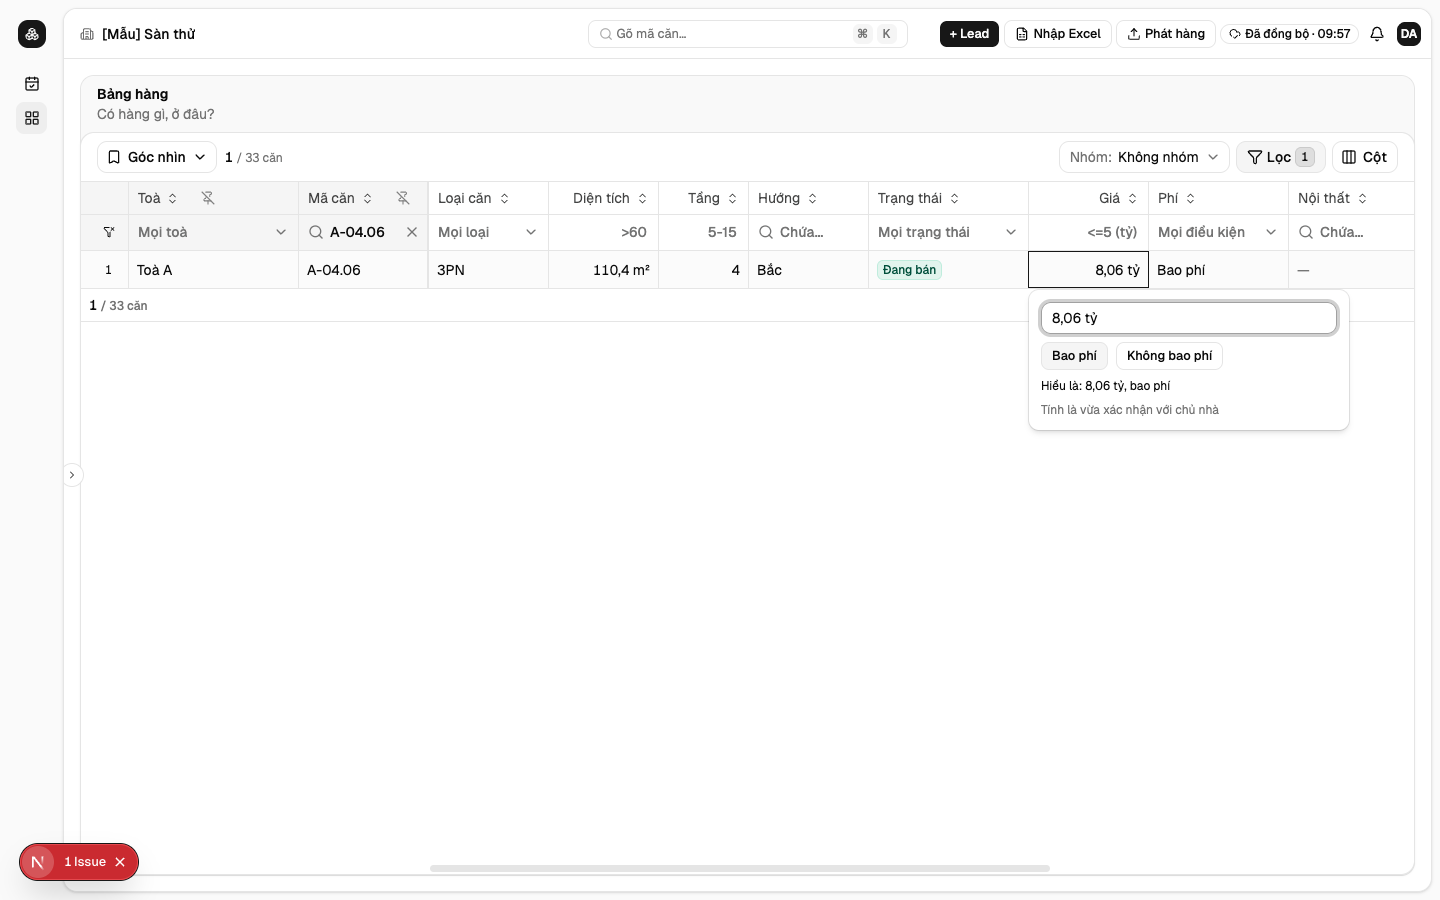 [Mẫu] Sàn thử
Gõ mã căn... ⌘ K
+ Lead
Nhập Excel
Phát hàng
Đã đồng bộ · 09:57
DA
Bảng hàng
Có hàng gì, ở đâu?
Góc nhìn
1 / 33 căn
Nhóm: Không nhóm
Lọc 1
Cột
Toà Mã căn Loại căn Diện tích Tầng Hướng Trạng thái Giá Phí Nội thất
Mọi toà A-04.06 Mọi loại >60 5-15 Chứa... Mọi trạng thái <=5 (tỷ) Mọi điều kiện Chứa...
1 Toà A A-04.06 3PN 110,4 m² 4 Bắc Đang bán 8,06 tỷ Bao phí —
1 / 33 căn
8,06 tỷ
Bao phí Không bao phí
Hiểu là: 8,06 tỷ, bao phí
Tính là vừa xác nhận với chủ nhà
N 1 Issue